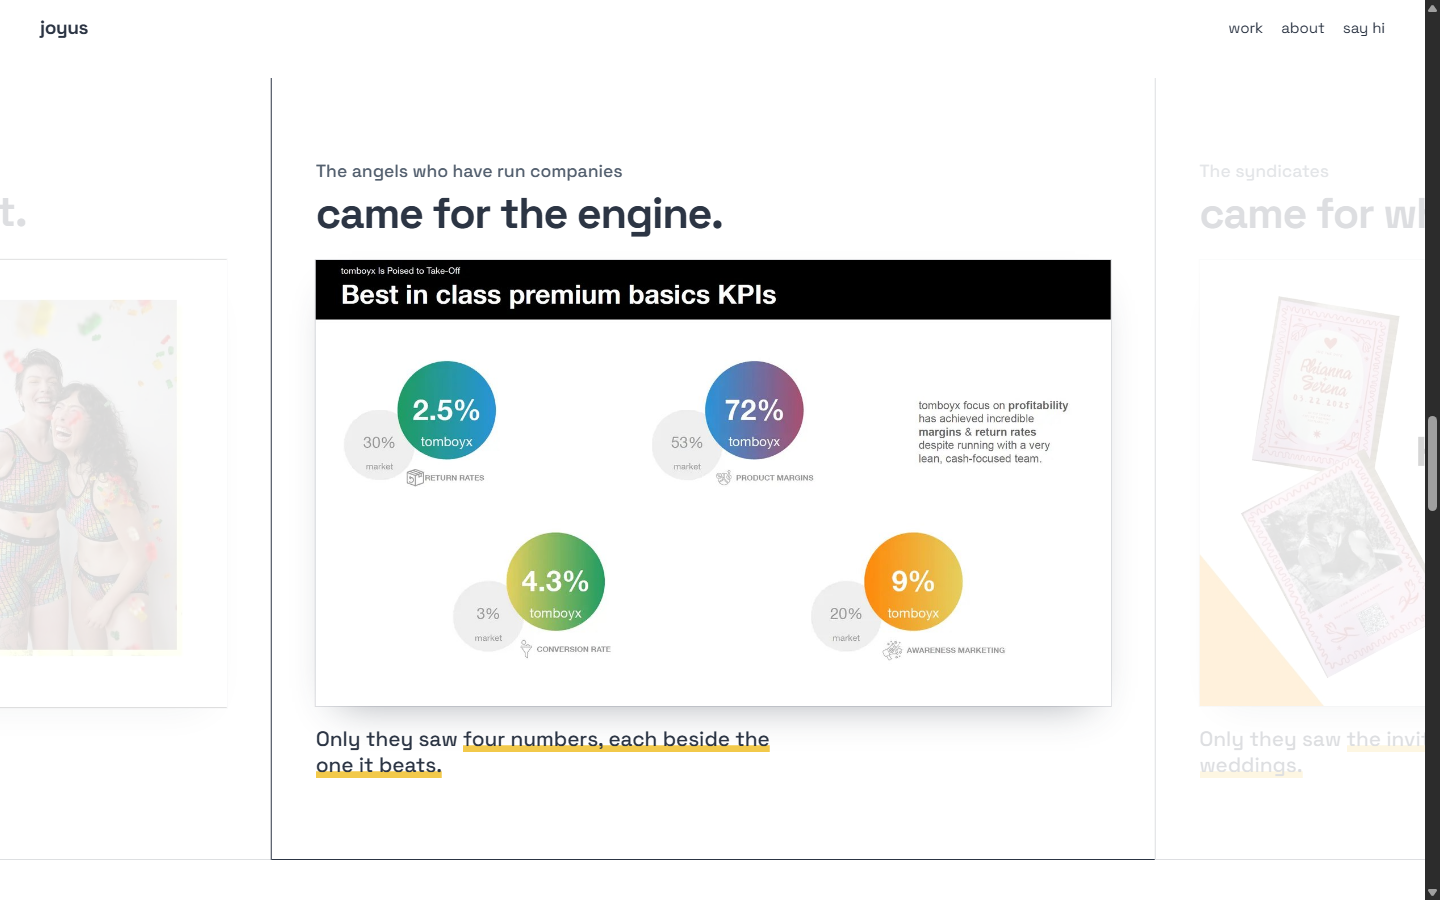 joyus
work about say hi
t.
The angels who have run companies
came for the engine.
tomboyx Is Poised to Take-Off
Best in class premium basics KPIs
2.5%
tomboyx
30%
market
RETURN RATES
72%
tomboyx
53%
market
PRODUCT MARGINS
tomboyx focus on profitability
has achieved incredible
margins & return rates
despite running with a very
lean, cash-focused team.
4.3%
tomboyx
3%
market
CONVERSION RATE
9%
tomboyx
20%
market
AWARENESS MARKETING
Only they saw four numbers, each beside the
one it beats.
The syndicates
came for
Rhianna
Serena
Only they saw the
weddings.